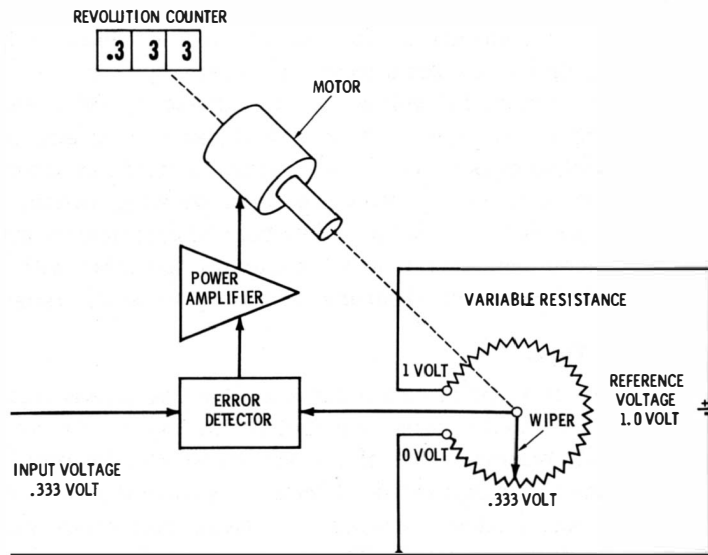 REVOLUTION COUNTER
.3 3 3
MOTOR
POWER
AMPLIFIER
VARIABLE RESISTANCE
1 VOLT
REFERENCE
VOLTAGE
1.0 VOLT
+
ERROR
DETECTOR
WIPER
0 VOLT
INPUT VOLTAGE
.333 VOLT
.333 VOLT